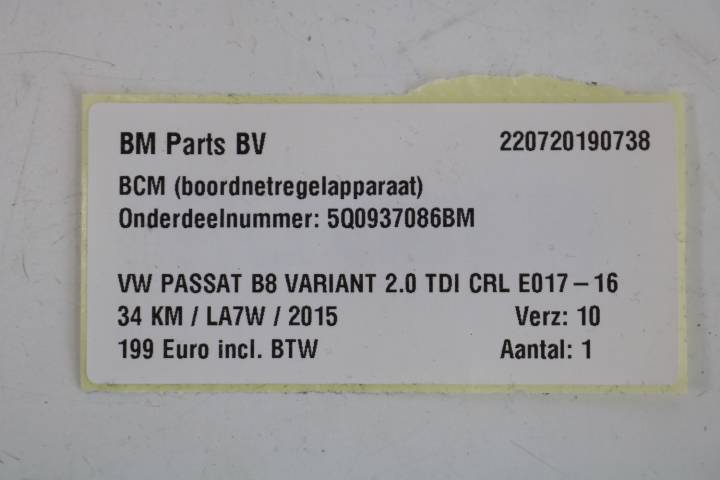 BM Parts BV 220720190738
BCM (boordnetregelapparaat)
Onderdeelnummer: 5Q0937086BM
VW PASSAT B8 VARIANT 2.0 TDI CRL E017-16
34 KM / LA7W / 2015 Verz: 10
199 Euro incl. BTW Aantal: 1